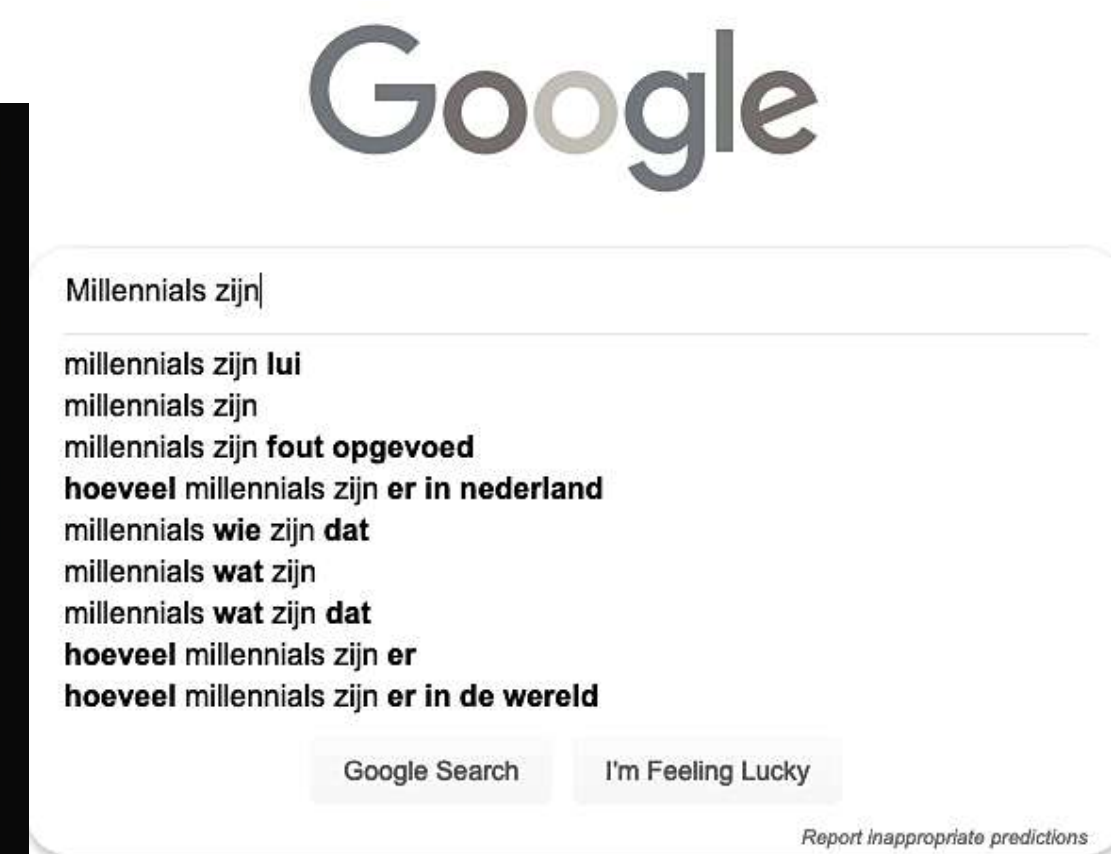 Google
Millennials zijn
millennials zijn lui
millennials zijn
millennials zijn fout opgevoed
hoeveel millennials zijn er in nederland
millennials wie zijn dat
millennials wat zijn
millennials wat zijn dat
hoeveel millennials zijn er
hoeveel millennials zijn er in de wereld
Google Search I'm Feeling Lucky
Report inappropriate predictions